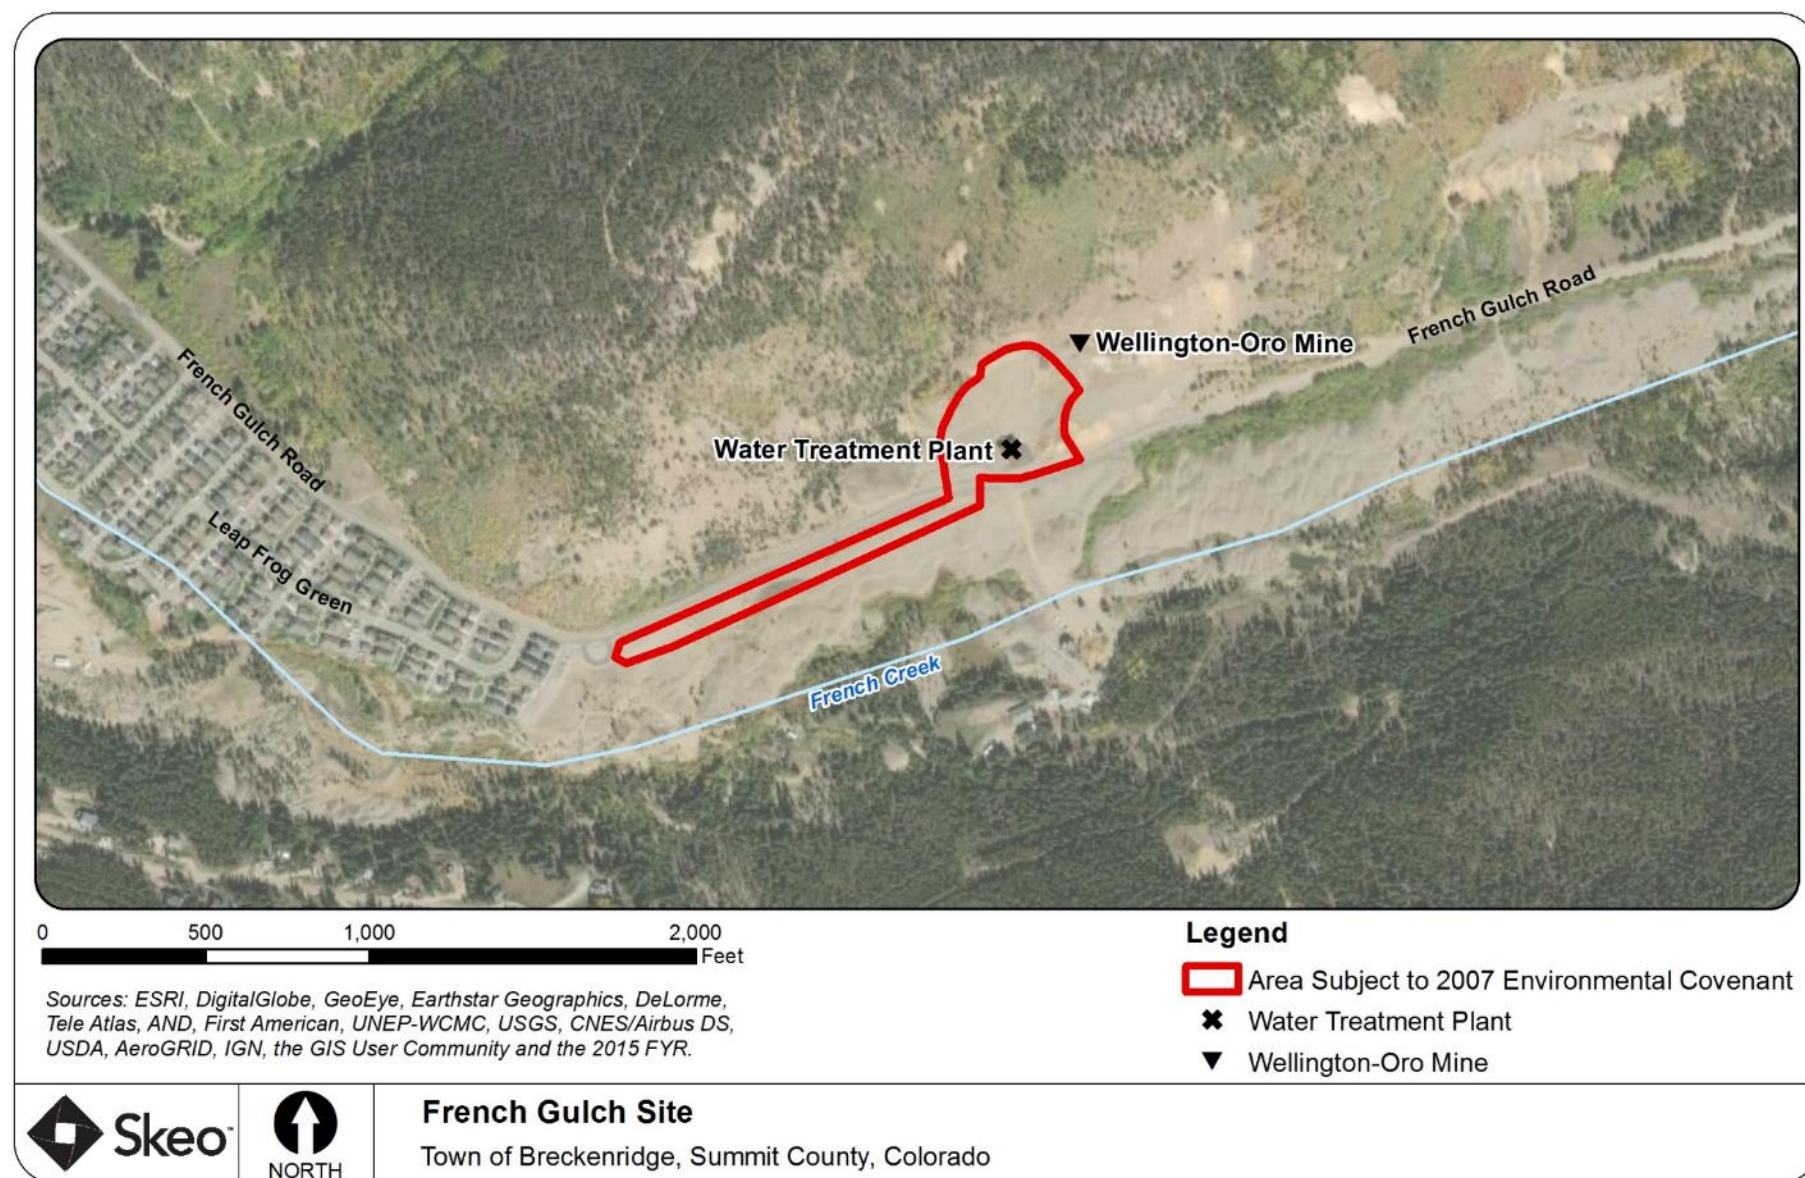 French Gulch Road
Wellington-Oro Mine
French Gulch Road
Water Treatment Plant
Leap Frog Green
French Creek
0 500 1,000 2,000
Feet
Sources: ESRI, DigitalGlobe, GeoEye, Earthstar Geographics, DeLorme,
Tele Atlas, AND, First American, UNEP-WCMC, USGS, CNES/Airbus DS,
USDA, AeroGRID, IGN, the GIS User Community and the 2015 FYR.
Legend
Area Subject to 2007 Environmental Covenant
Water Treatment Plant
Wellington-Oro Mine
Skeo™
NORTH
French Gulch Site
Town of Breckenridge, Summit County, Colorado